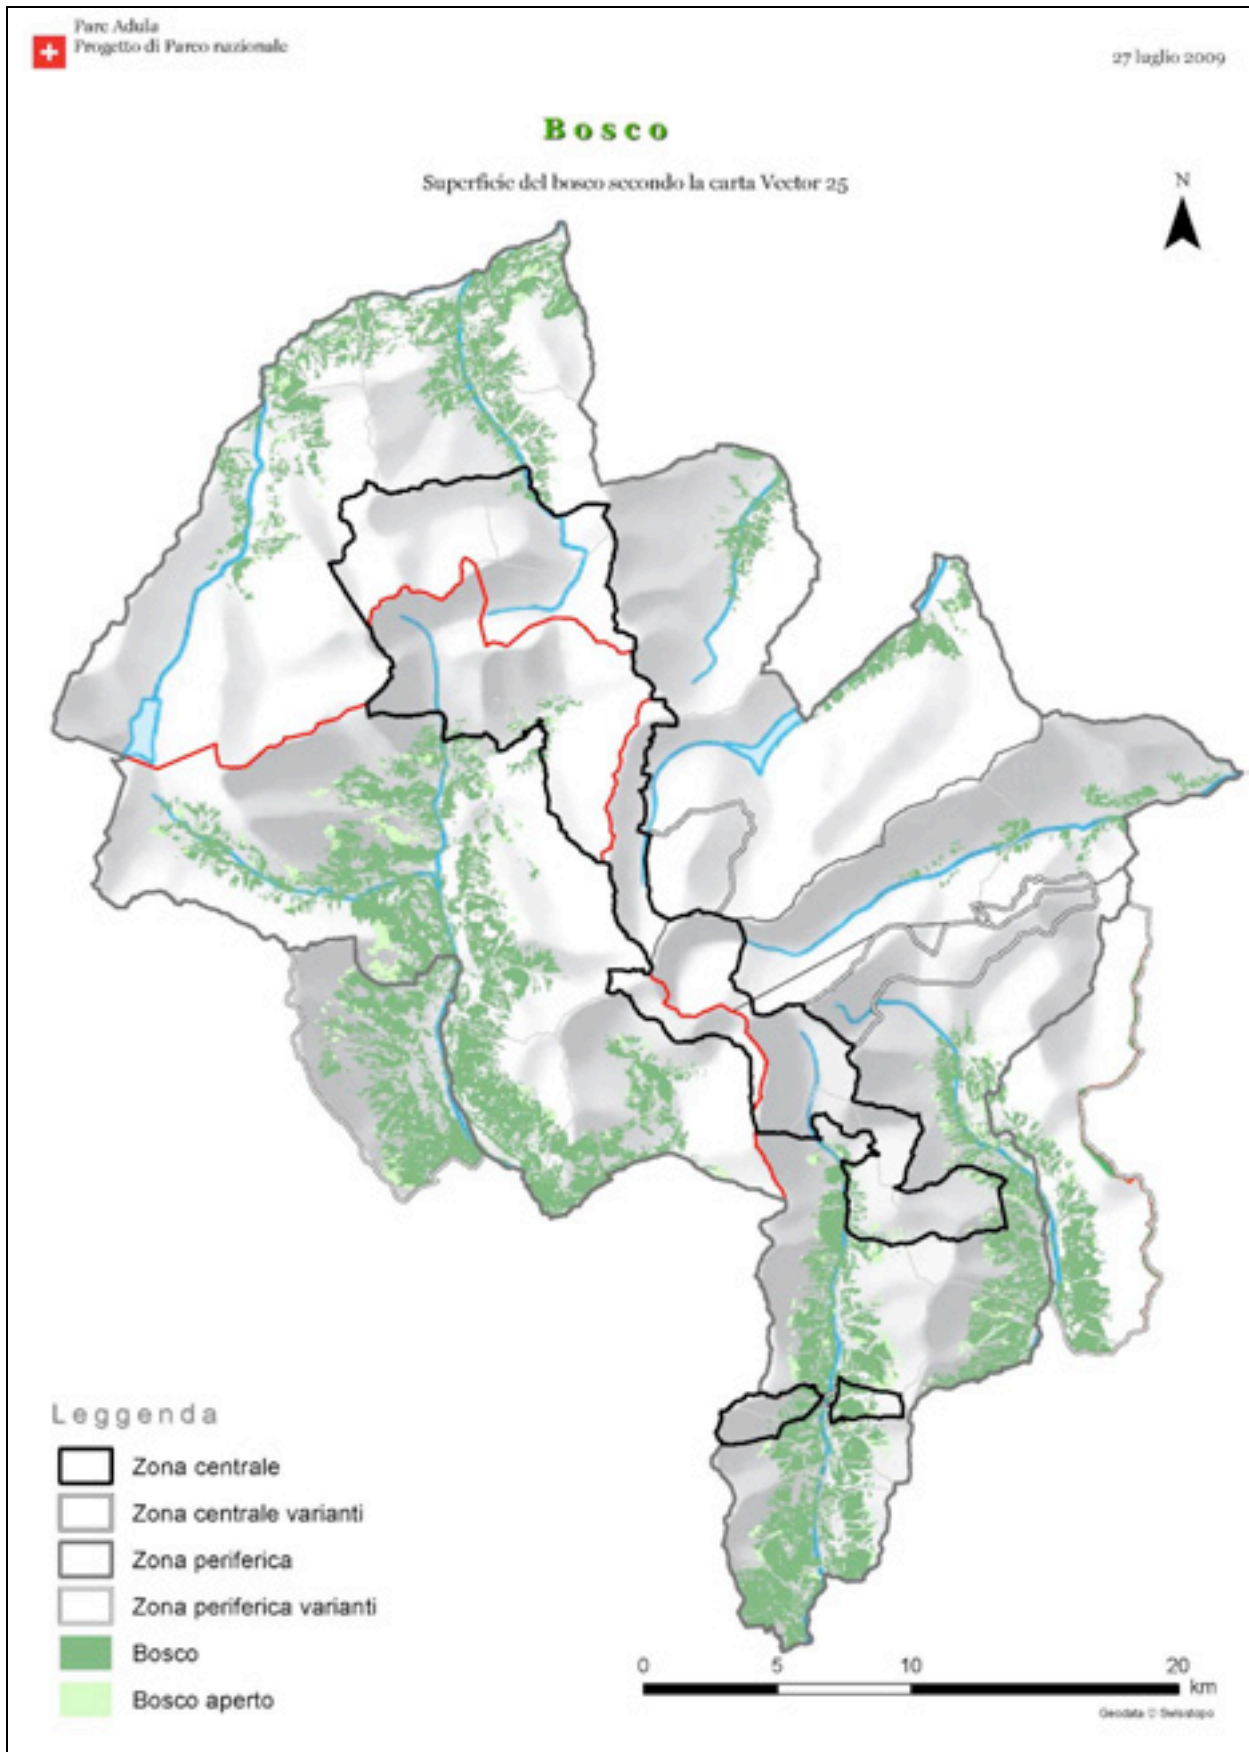 Parc Adula
Progetto di Parco nazionale
27 luglio 2009
Bosco
Superficie del bosco secondo la carta Vector 25
N
Leggenda
Zona centrale
Zona centrale varianti
Zona periferica
Zona periferica varianti
Bosco
Bosco aperto
0 5 10 20
km
Geodata © Swisstopo